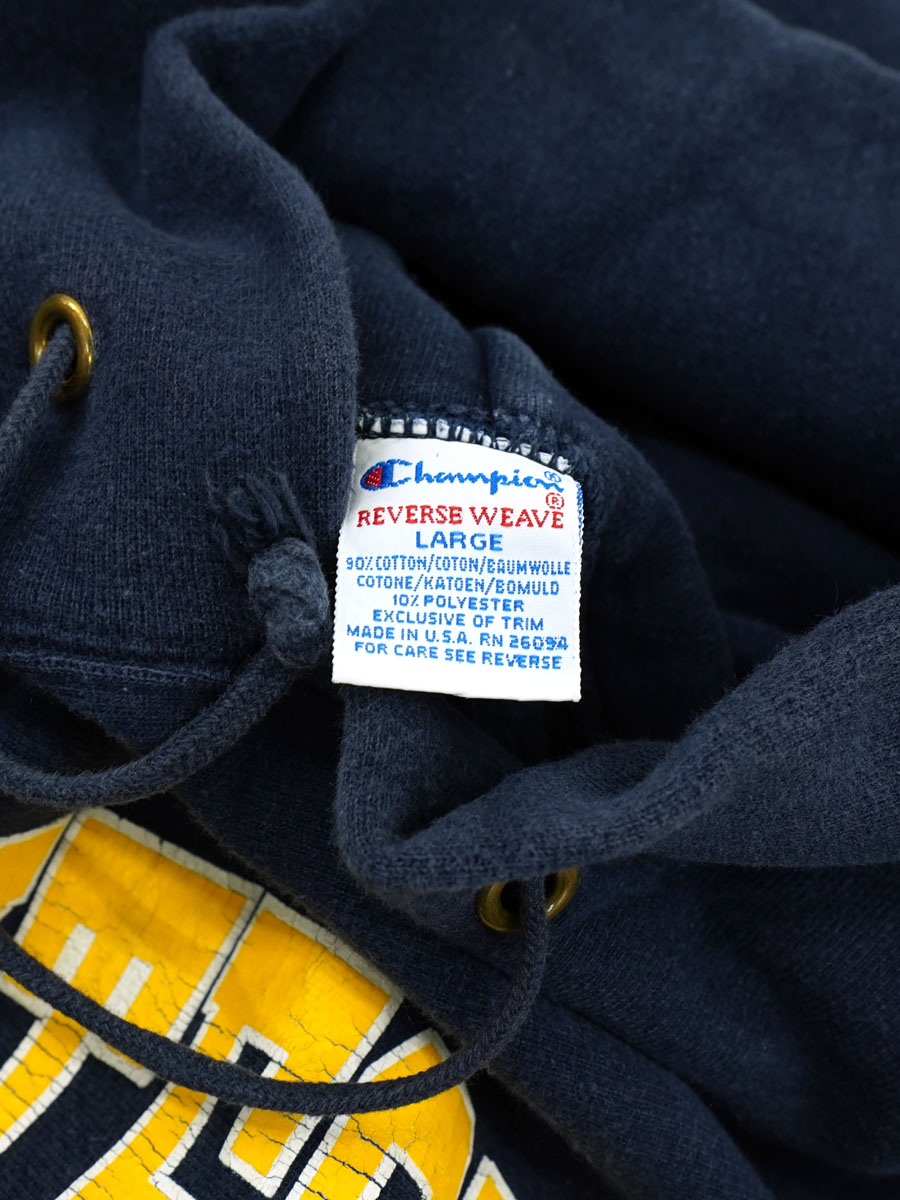 Champion®
REVERSE WEAVE®
LARGE
90% COTTON/COTON/BAUMWOLLE
COTONE/KATOEN/BOMULD
10% POLYESTER
EXCLUSIVE OF TRIM
MADE IN U.S.A. RN 26094
FOR CARE SEE REVERSE